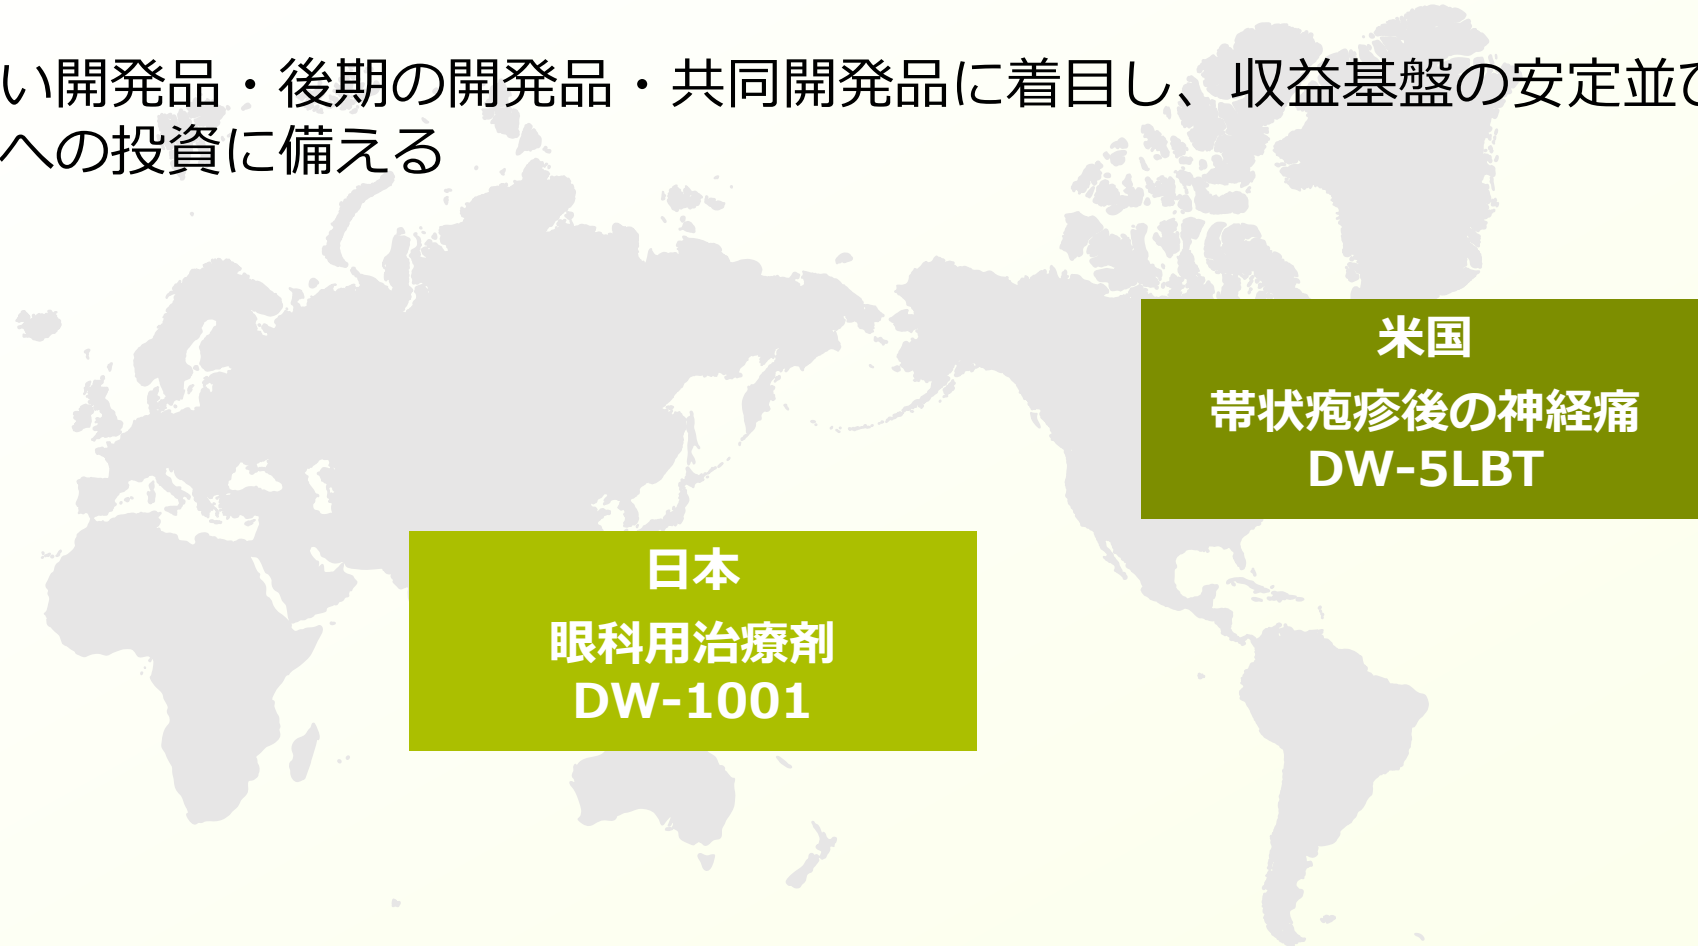 い開発品・後期の開発品・共同開発品に着目し、収益基盤の安定並び
への投資に備える
米国
帯状疱疹後の神経痛
DW-5LBT
日本
眼科用治療剤
DW-1001